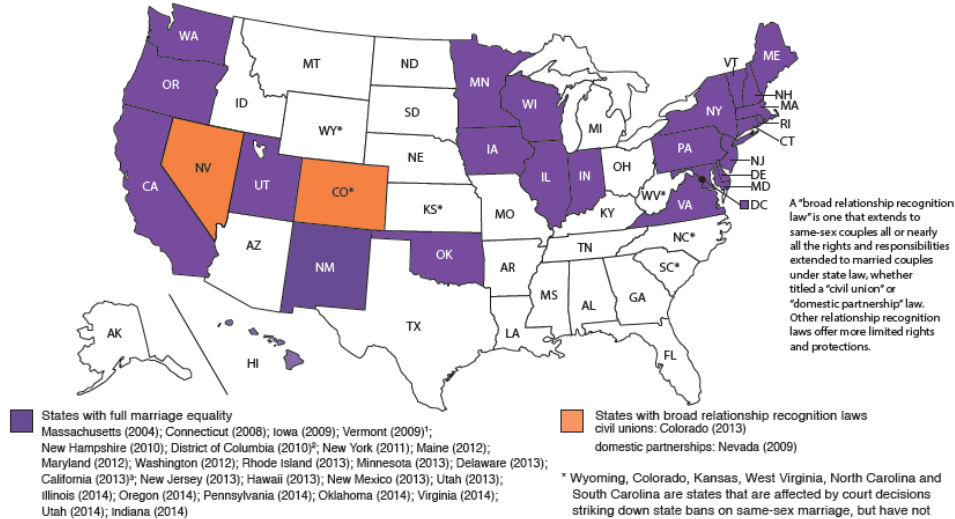 WA
ME
VT
MT
ND
MN
OR
NH
ID
WI
NY
MA
SD
WY*
MI
RI
CT
IA
PA
NE
NV
OH
NJ
IL
IN
DE
UT
CA
CO*
WV*
MD
VA
DC
KS*
MO
KY
NC*
TN
AZ
OK
NM
AR
SC*
MS
AL
GA
TX
LA
AK
HI
FL
A "broad relationship recognition
law" is one that extends to
same-sex couples all or nearly
all the rights and responsibilities
extended to married couples
under state law, whether
titled a "civil union" or
"domestic partnership" law.
Other relationship recognition
laws offer more limited rights
and protections.
States with full marriage equality
Massachusetts (2004); Connecticut (2008); Iowa (2009); Vermont (2009)¹;
New Hampshire (2010); District of Columbia (2010)²; New York (2011); Maine (2012);
Maryland (2012); Washington (2012); Rhode Island (2013); Minnesota (2013); Delaware (2013);
California (2013)³; New Jersey (2013); Hawaii (2013); New Mexico (2013); Utah (2013);
Illinois (2014); Oregon (2014); Pennsylvania (2014); Oklahoma (2014); Virginia (2014);
Utah (2014); Indiana (2014)
States with broad relationship recognition laws
civil unions: Colorado (2013)
domestic partnerships: Nevada (2009)
* Wyoming, Colorado, Kansas, West Virginia, North Carolina and
South Carolina are states that are affected by court decisions
striking down state bans on same-sex marriage, but have not